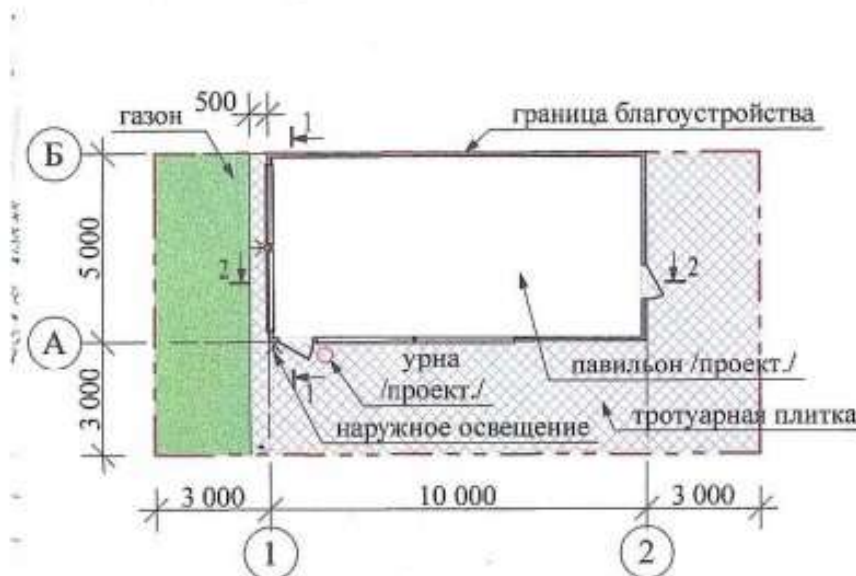 500
1
газон
граница благоустройства
Б
5 000
2
2
А
урна
/проект./
павильон /проект./
1
3 000
тротуарная плитка
наружное освещение
3 000
10 000
3 000
1
2